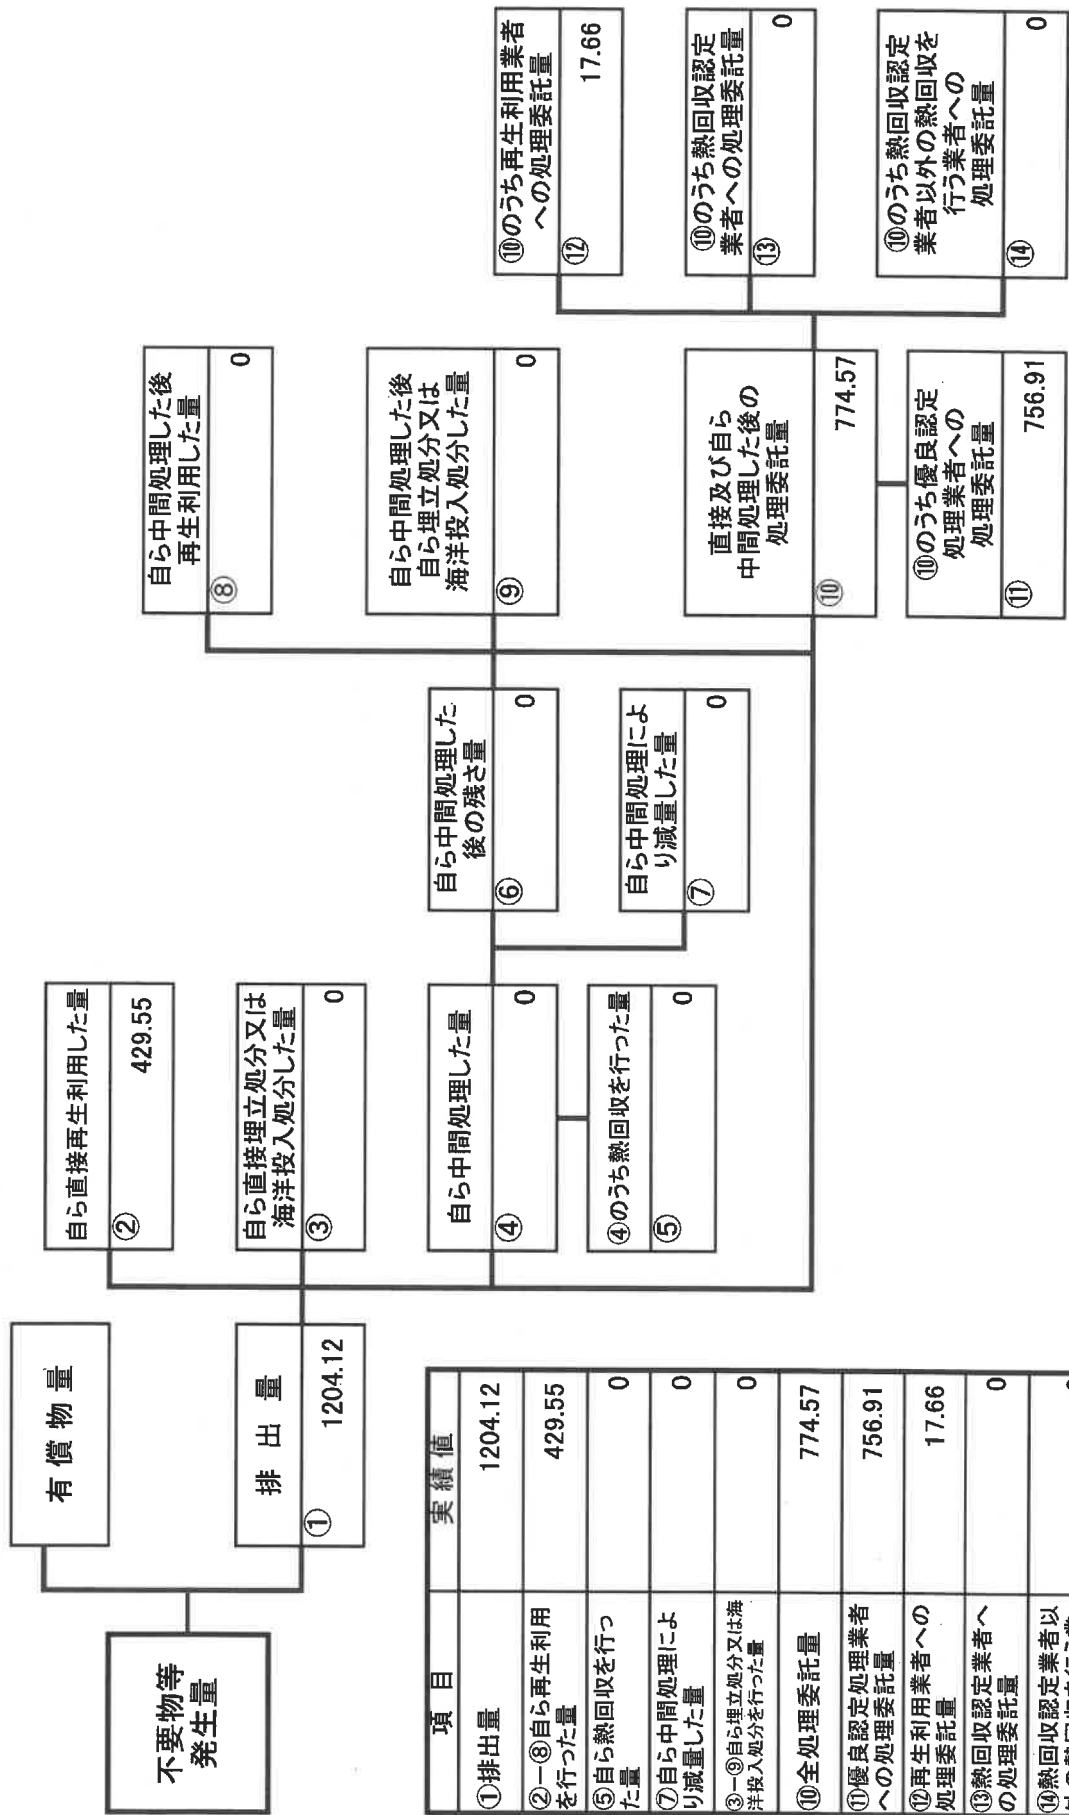 不要物等
発生量
有償物量
排出量
①
1204.12
自ら直接再生利用した量
②
429.55
自ら直接埋立処分又は
海洋投入処分した量
③
0
自ら中間処理した量
④
0
④のうち熱回収を行った量
⑤
0
自ら中間処理した
後の残さ量
⑥
0
自ら中間処理によ
り減量した量
⑦
0
自ら中間処理した後
再生利用した量
⑧
0
自ら中間処理した後
自ら埋立処分又は
海洋投入処分した量
⑨
0
直接及び自ら
中間処理した後の
処理委託量
⑩
774.57
⑩のうち優良認定
処理業者への
処理委託量
⑪
756.91
⑩のうち再生利用業者
への処理委託量
⑫
17.66
⑩のうち熱回収認定
業者への処理委託量
⑬
0
⑩のうち熱回収認定
業者以外の熱回収を
行う業者への
処理委託量
⑭
0
項目
実績値
①排出量
1204.12
②ー⑧自ら再生利用
を行った量
429.55
⑤自ら熱回収を行っ
た量
0
⑦自ら中間処理によ
り減量した量
0
③ー⑨自ら埋立処分又は海
洋投入処分を行った量
0
⑩全処理委託量
774.57
⑪優良認定処理業者
への処理委託量
756.91
⑫再生利用業者への
処理委託量
17.66
⑬熱回収認定業者へ
の処理委託量
0
⑭熱回収認定業者以